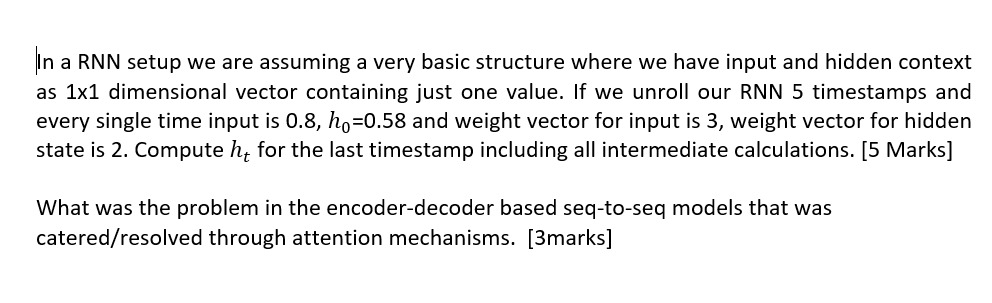 In a RNN setup we are assuming a very basic structure where we have input and hidden context
as 1x1 dimensional vector containing just one value. If we unroll our RNN 5 timestamps and
every single time input is 0.8, h₀=0.58 and weight vector for input is 3, weight vector for hidden
state is 2. Compute hₜ for the last timestamp including all intermediate calculations. [5 Marks]
What was the problem in the encoder-decoder based seq-to-seq models that was
catered/resolved through attention mechanisms. [3marks]